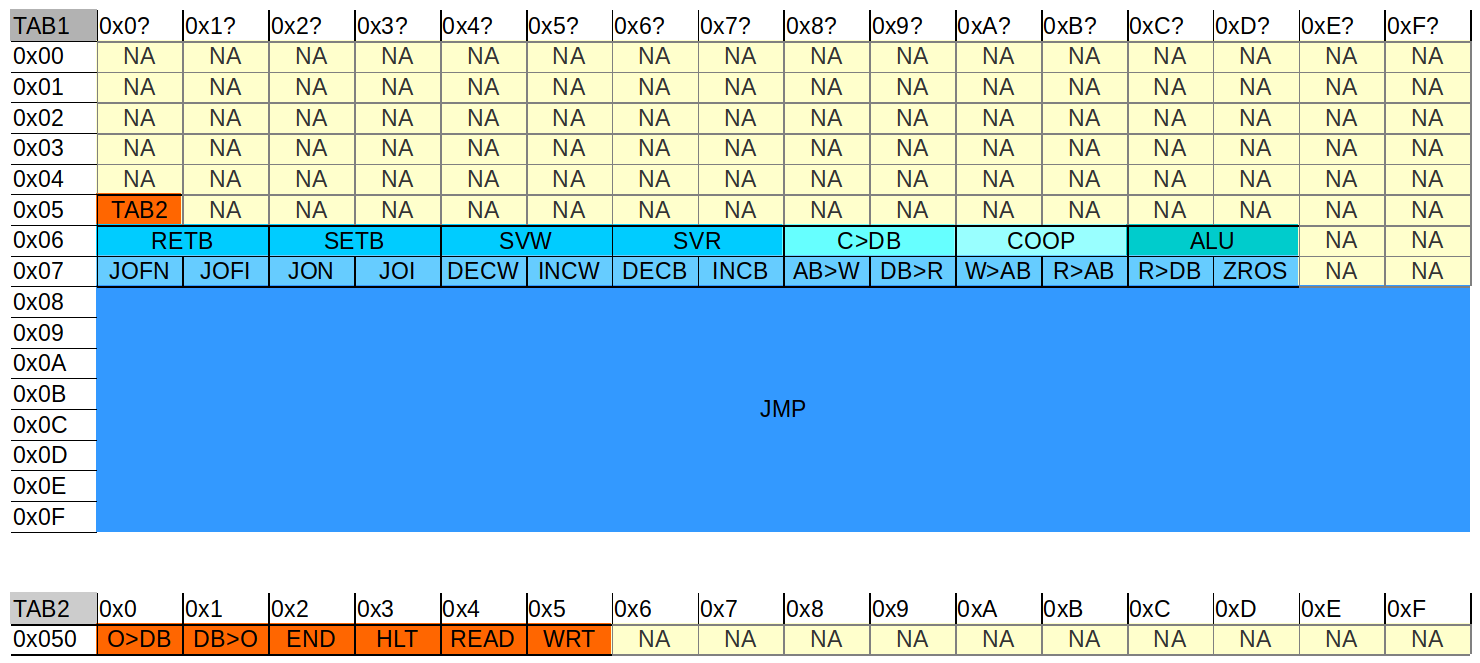 TAB1 0x0? 0x1? 0x2? 0x3? 0x4? 0x5? 0x6? 0x7? 0x8? 0x9? 0xA? 0xB? 0xC? 0xD? 0xE? 0xF?
0x00 NA NA NA NA NA NA NA NA NA NA NA NA NA NA NA NA
0x01 NA NA NA NA NA NA NA NA NA NA NA NA NA NA NA NA
0x02 NA NA NA NA NA NA NA NA NA NA NA NA NA NA NA NA
0x03 NA NA NA NA NA NA NA NA NA NA NA NA NA NA NA NA
0x04 NA NA NA NA NA NA NA NA NA NA NA NA NA NA NA NA
0x05 TAB2 NA NA NA NA NA NA NA NA NA NA NA NA NA NA NA
0x06 RETB SETB SVW SVR C>DB COOP ALU NA NA
0x07 JOFN JOFI JON JOI DECW INCW DECB INCB AB>W DB>R W>AB R>AB R>DB ZROS NA NA
0x08
0x09
0x0A
0x0B
0x0C JMP
0x0D
0x0E
0x0F
TAB2 0x0 0x1 0x2 0x3 0x4 0x5 0x6 0x7 0x8 0x9 0xA 0xB 0xC 0xD 0xE 0xF
0x050 O>DB DB>O END HLT READ WRT NA NA NA NA NA NA NA NA NA NA